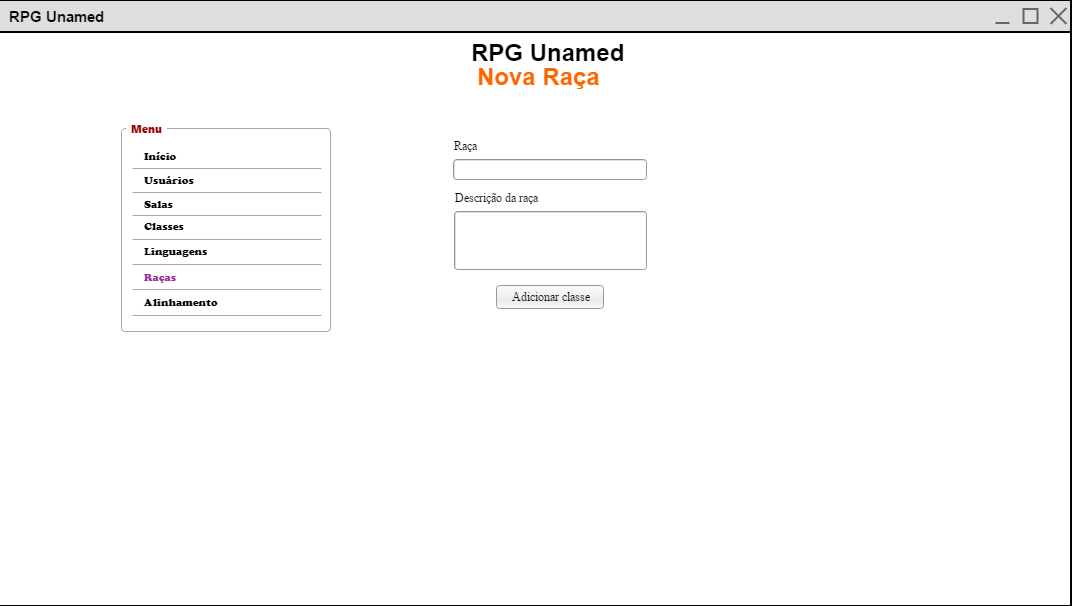 RPG Unamed
RPG Unamed
Nova Raça
Menu
Início
Usuários
Salas
Classes
Linguagens
Raças
Alinhamento
Raça
Descrição da raça
Adicionar classe